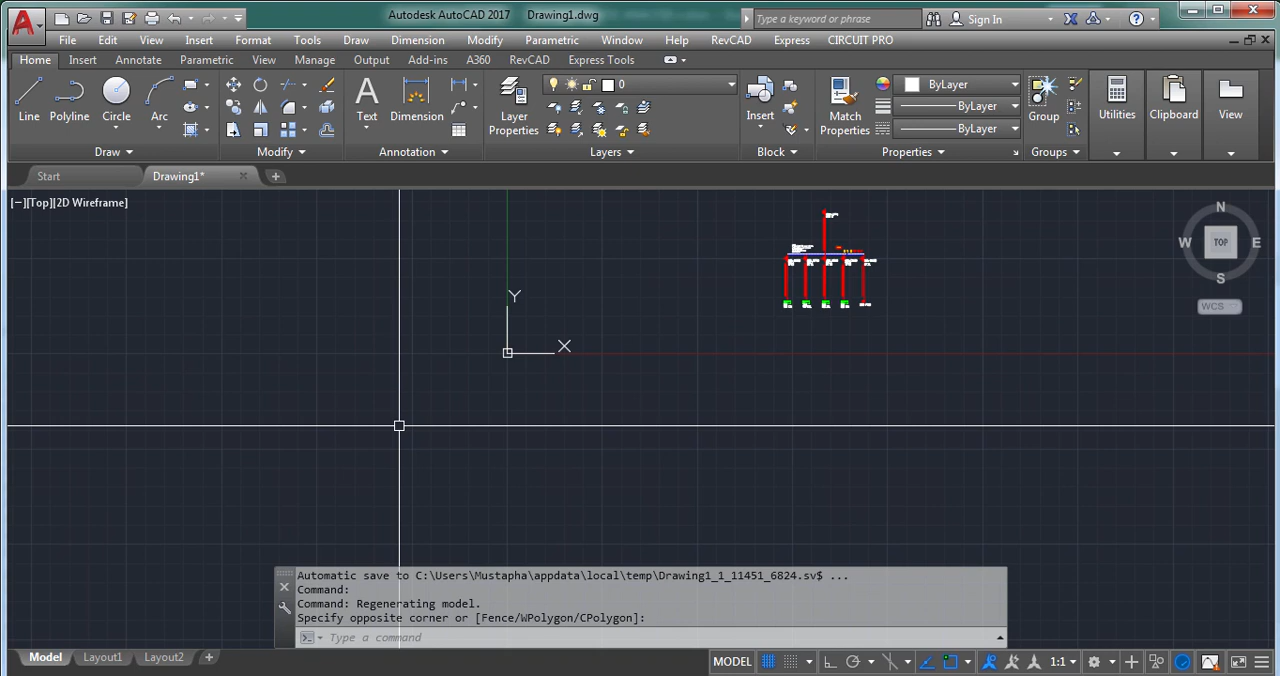 Autodesk AutoCAD 2017 Drawing1.dwg
Type a keyword or phrase
Sign In
File Edit View Insert Format Tools Draw Dimension Modify Parametric Window Help RevCAD Express CIRCUIT PRO
Home Insert Annotate Parametric View Manage Output Add-ins A360 RevCAD Express Tools
0
ByLayer
ByLayer
ByLayer
Line Polyline Circle Arc
Text Dimension
Layer
Properties
Insert
Match
Properties
Group
Utilities
Clipboard
View
Draw Modify Annotation Layers Block Properties Groups
Start Drawing1*
[−][Top][2D Wireframe]
N
W TOP E
S
WCS
Y
X
Automatic save to C:\Users\Mustapha\appdata\local\temp\Drawing1_1_11451_6824.sv$ ...
Command:
Command: Regenerating model.
Specify opposite corner or [Fence/WPolygon/CPolygon]:
Type a command
Model Layout1 Layout2 +
MODEL 1:1